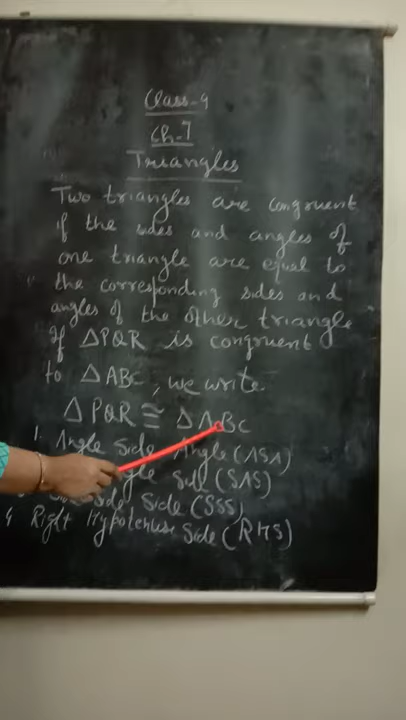 Class-9
Ch-7
Triangles
Two triangles are congruent
if the sides and angles of
one triangle are equal to
the corresponding sides and
angles of the other triangle
If ΔPQR is congruent
to ΔABC, we write
ΔPQR ≅ ΔABC
1. Angle Side Angle (ASA)
Side (SAS)
Side Side (SSS)
4 Right Hypotenuse Side (RHS)